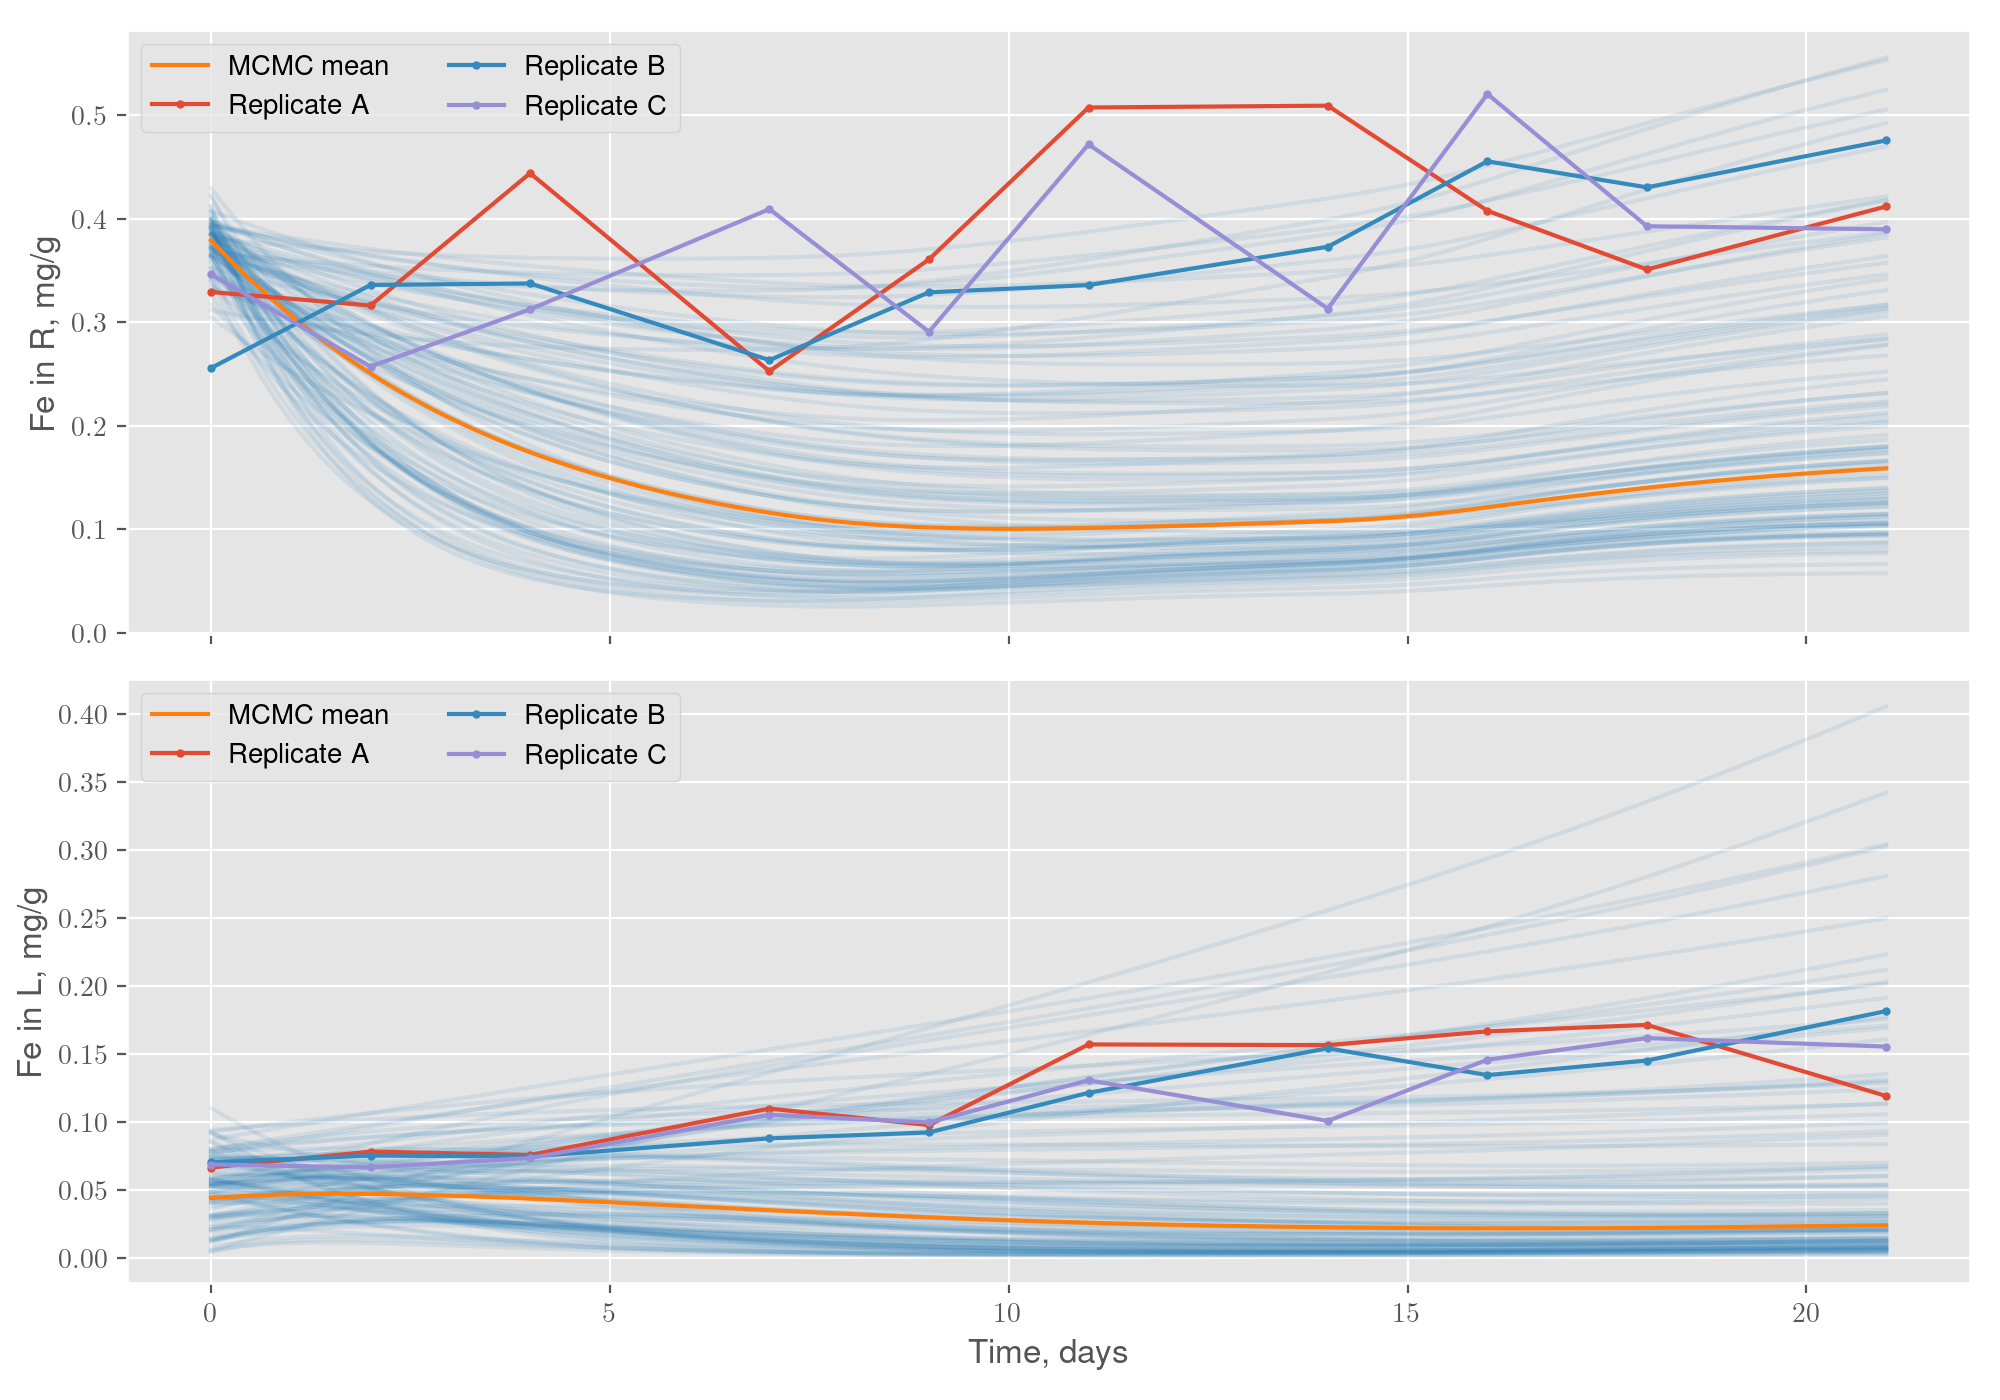 MCMC mean
Replicate A
Replicate B
Replicate C
Fe in R, mg/g
0.5
0.4
0.3
0.2
0.1
0.0
MCMC mean
Replicate A
Replicate B
Replicate C
Fe in L, mg/g
0.40
0.35
0.30
0.25
0.20
0.15
0.10
0.05
0.00
0 5 10 15 20
Time, days